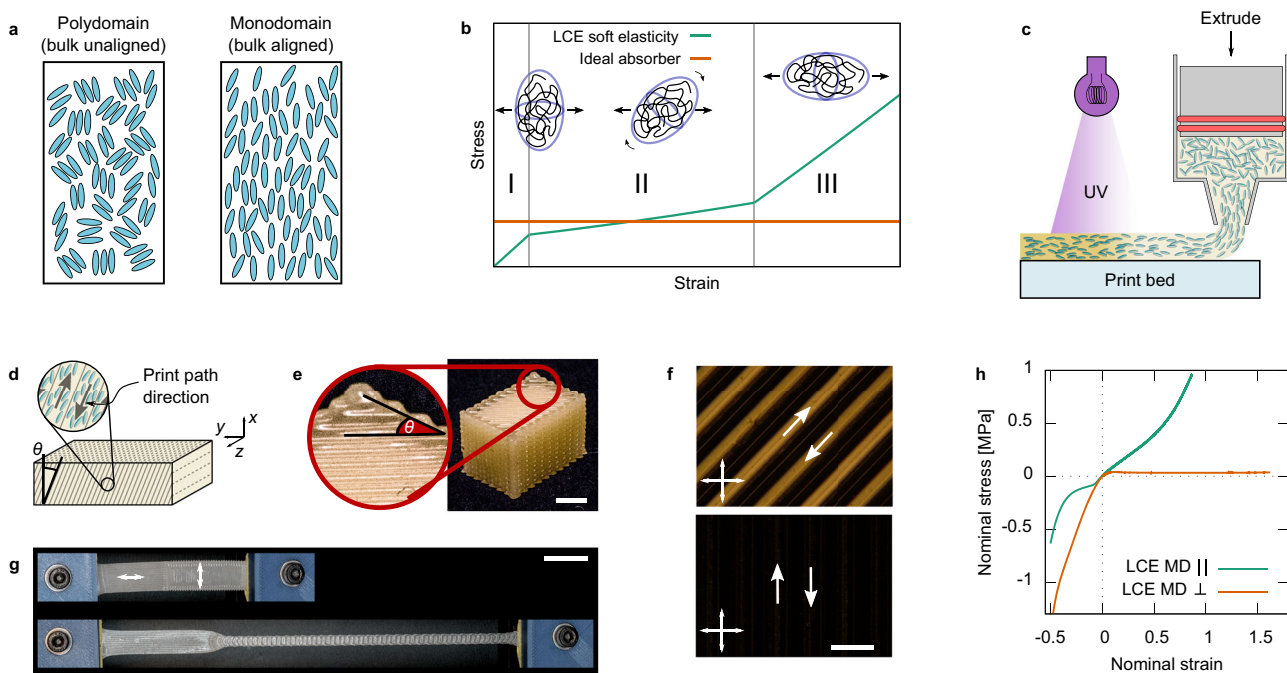 a
Polydomain
(bulk unaligned)
Monodomain
(bulk aligned)
b
LCE soft elasticity
Ideal absorber
Stress
I
II
III
Strain
c
Extrude
UV
Print bed
d
Print path
direction
θ
x
y
z
e
θ
f
g
h
1
0.5
0
-0.5
-1
Nominal stress [MPa]
LCE MD ||
LCE MD ⊥
-0.5
0
0.5
1
1.5
Nominal strain